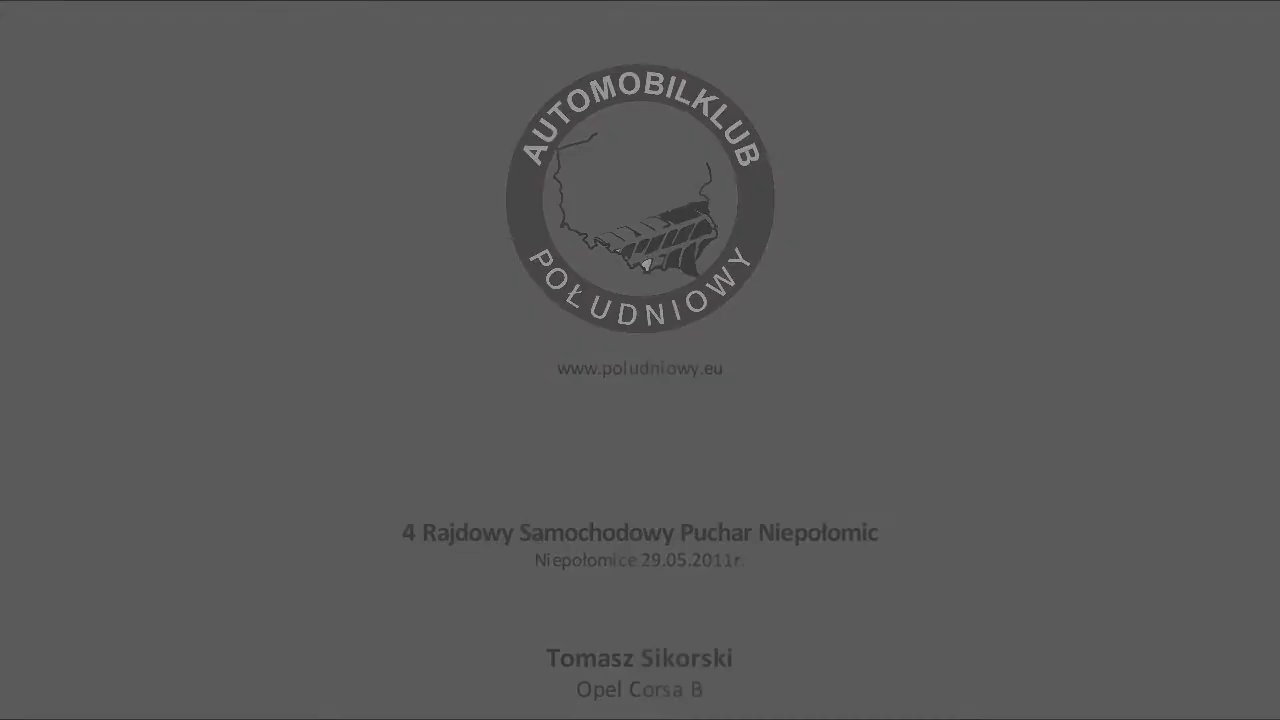 AUTOMOBILKLUB
POŁUDNIOWY
www.poludniowy.eu
4 Rajdowy Samochodowy Puchar Niepołomic
Niepołomice 29.05.2011r.
Tomasz Sikorski
Opel Corsa B